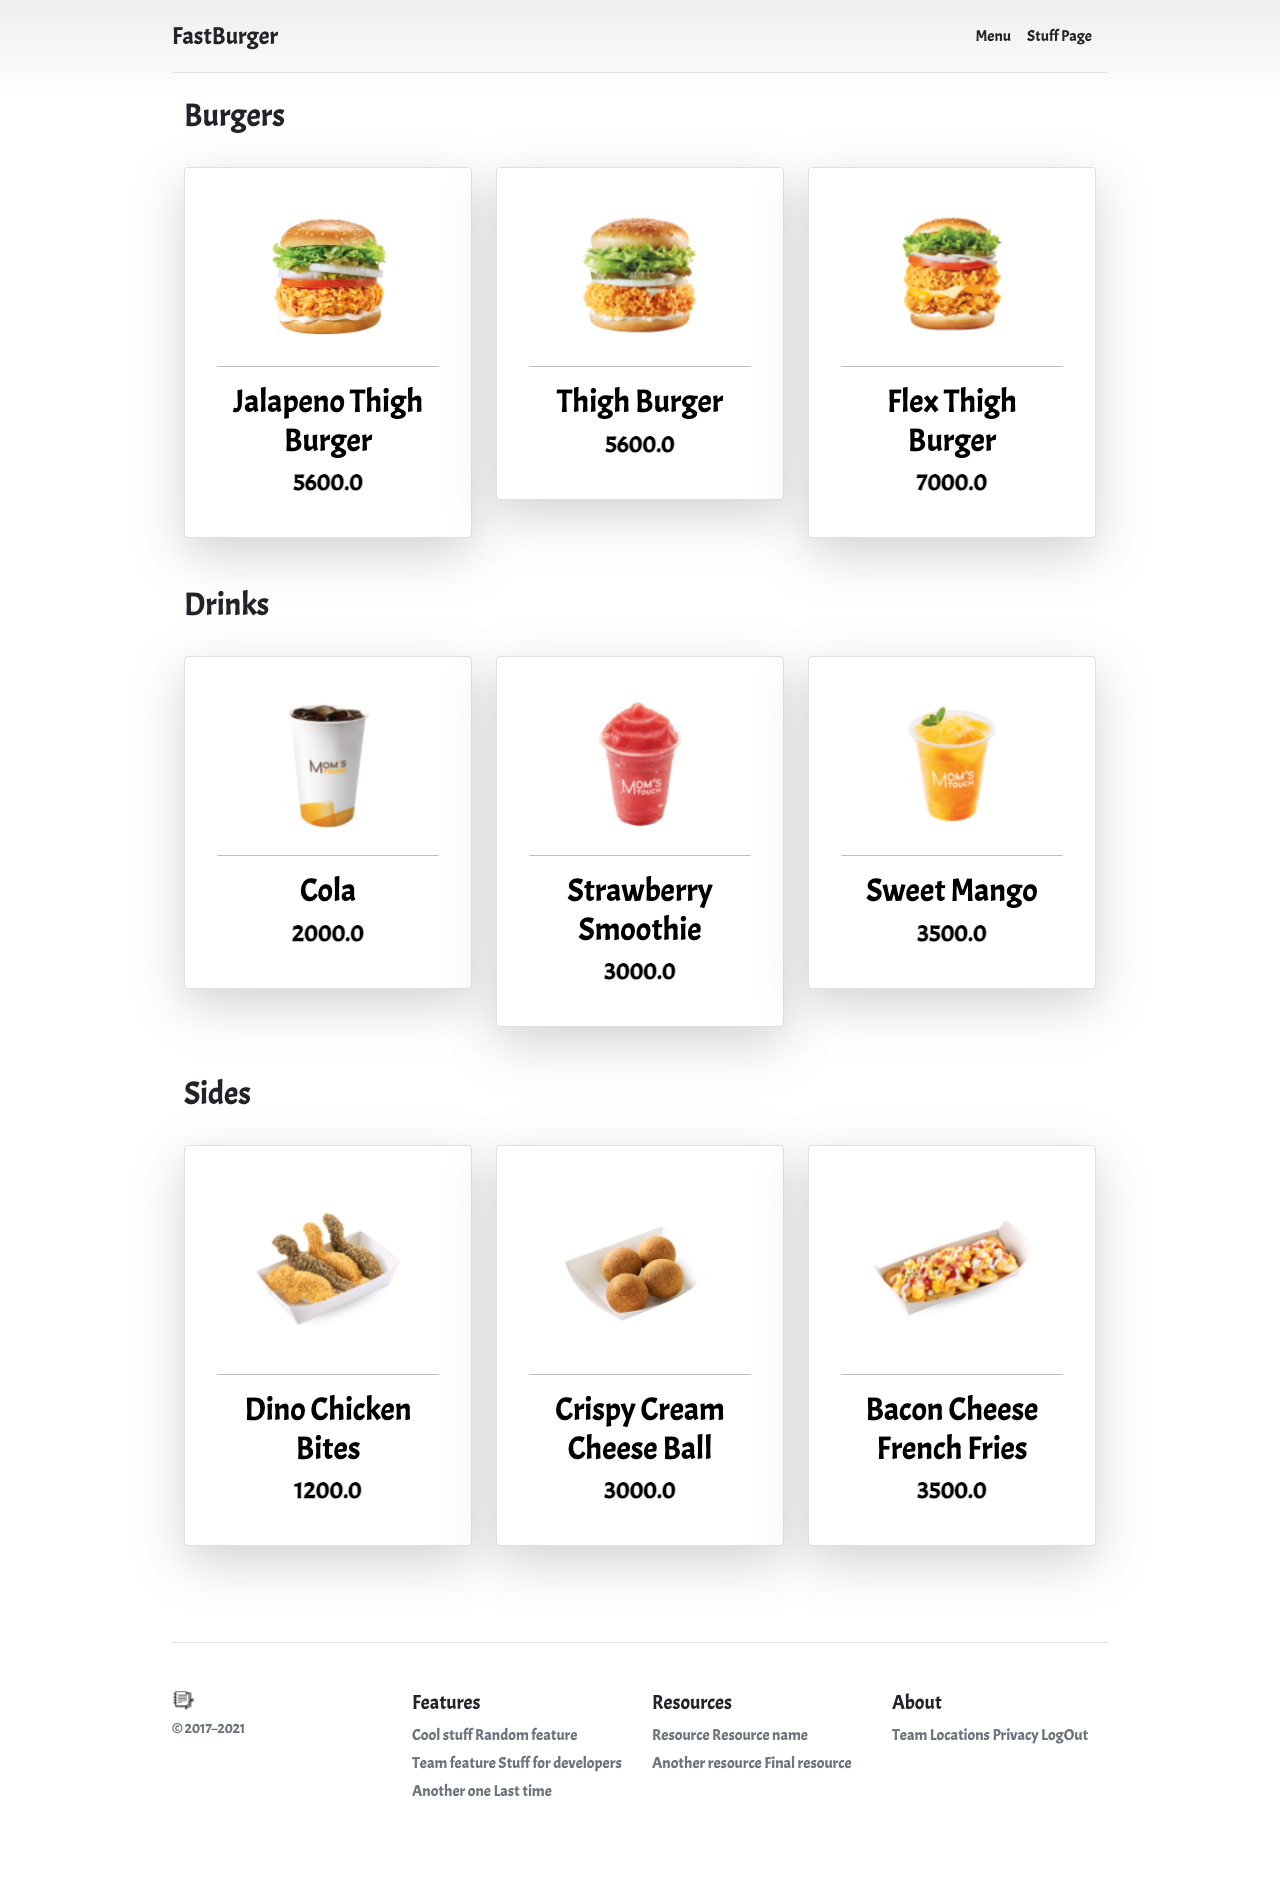 FastBurger
Menu Stuff Page
Burgers
Jalapeno Thigh
Burger
5600.0
Thigh Burger
5600.0
Flex Thigh
Burger
7000.0
Drinks
MOM'S
TOUCH
Cola
2000.0
MOM'S
TOUCH
Strawberry
Smoothie
3000.0
MOM'S
TOUCH
Sweet Mango
3500.0
Sides
Dino Chicken
Bites
1200.0
Crispy Cream
Cheese Ball
3000.0
Bacon Cheese
French Fries
3500.0
© 2017–2021
Features
Cool stuff Random feature
Team feature Stuff for developers
Another one Last time
Resources
Resource Resource name
Another resource Final resource
About
Team Locations Privacy LogOut